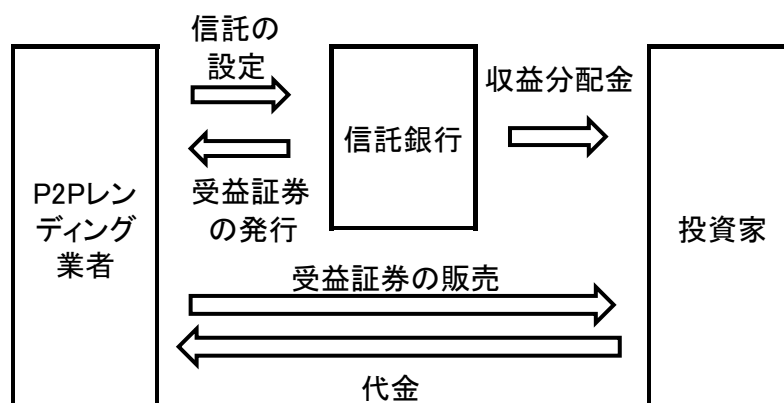 信託の
設定
収益分配金
信託銀行
P2Pレン
ディング
業者
受益証券
の発行
投資家
受益証券の販売
代金